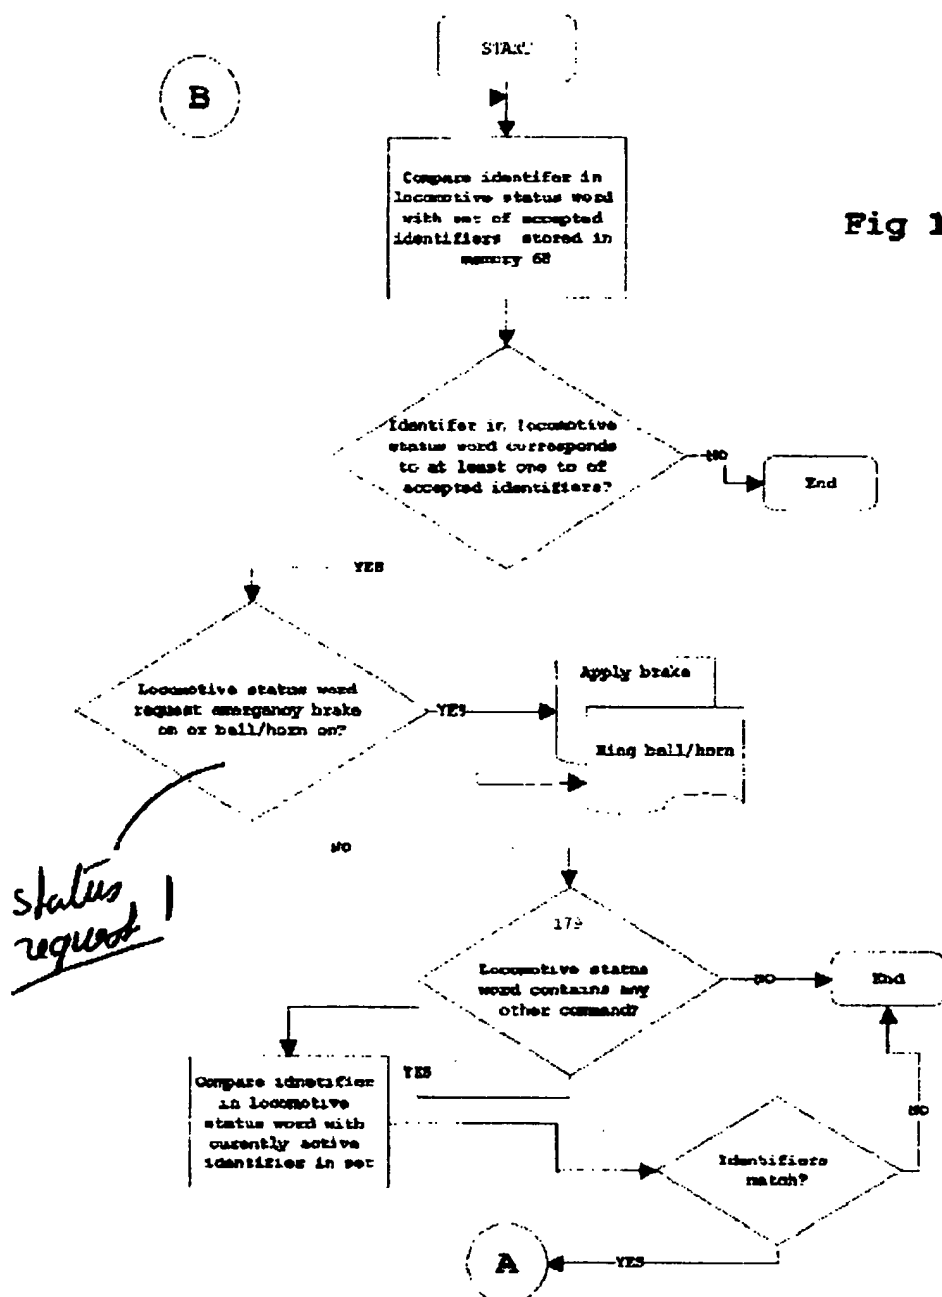 START
B
Compare identifer in
locomotive status word
with set of accepted
identifiers stored in
memory 68
Fig 1
Identifer in locomotive
status word corresponds
to at least one to of
accepted identifiers?
NO
End
YES
Locomotive status word
request emergancy brake
on or bell/horn on?
YES
Apply brake
Ring bell/horn
NO
status
request 1
179
Locomotive status
word contains any
other command?
NO
End
YES
Compare idnetifier
in locomotive
status word with
curently active
identifier in set
NO
Identifiers
match?
A
YES